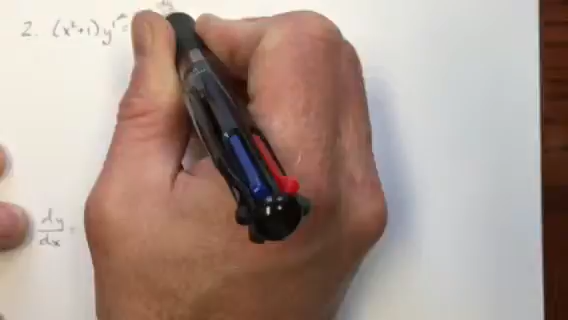 2. (x²+1)y' =
dy
dx =